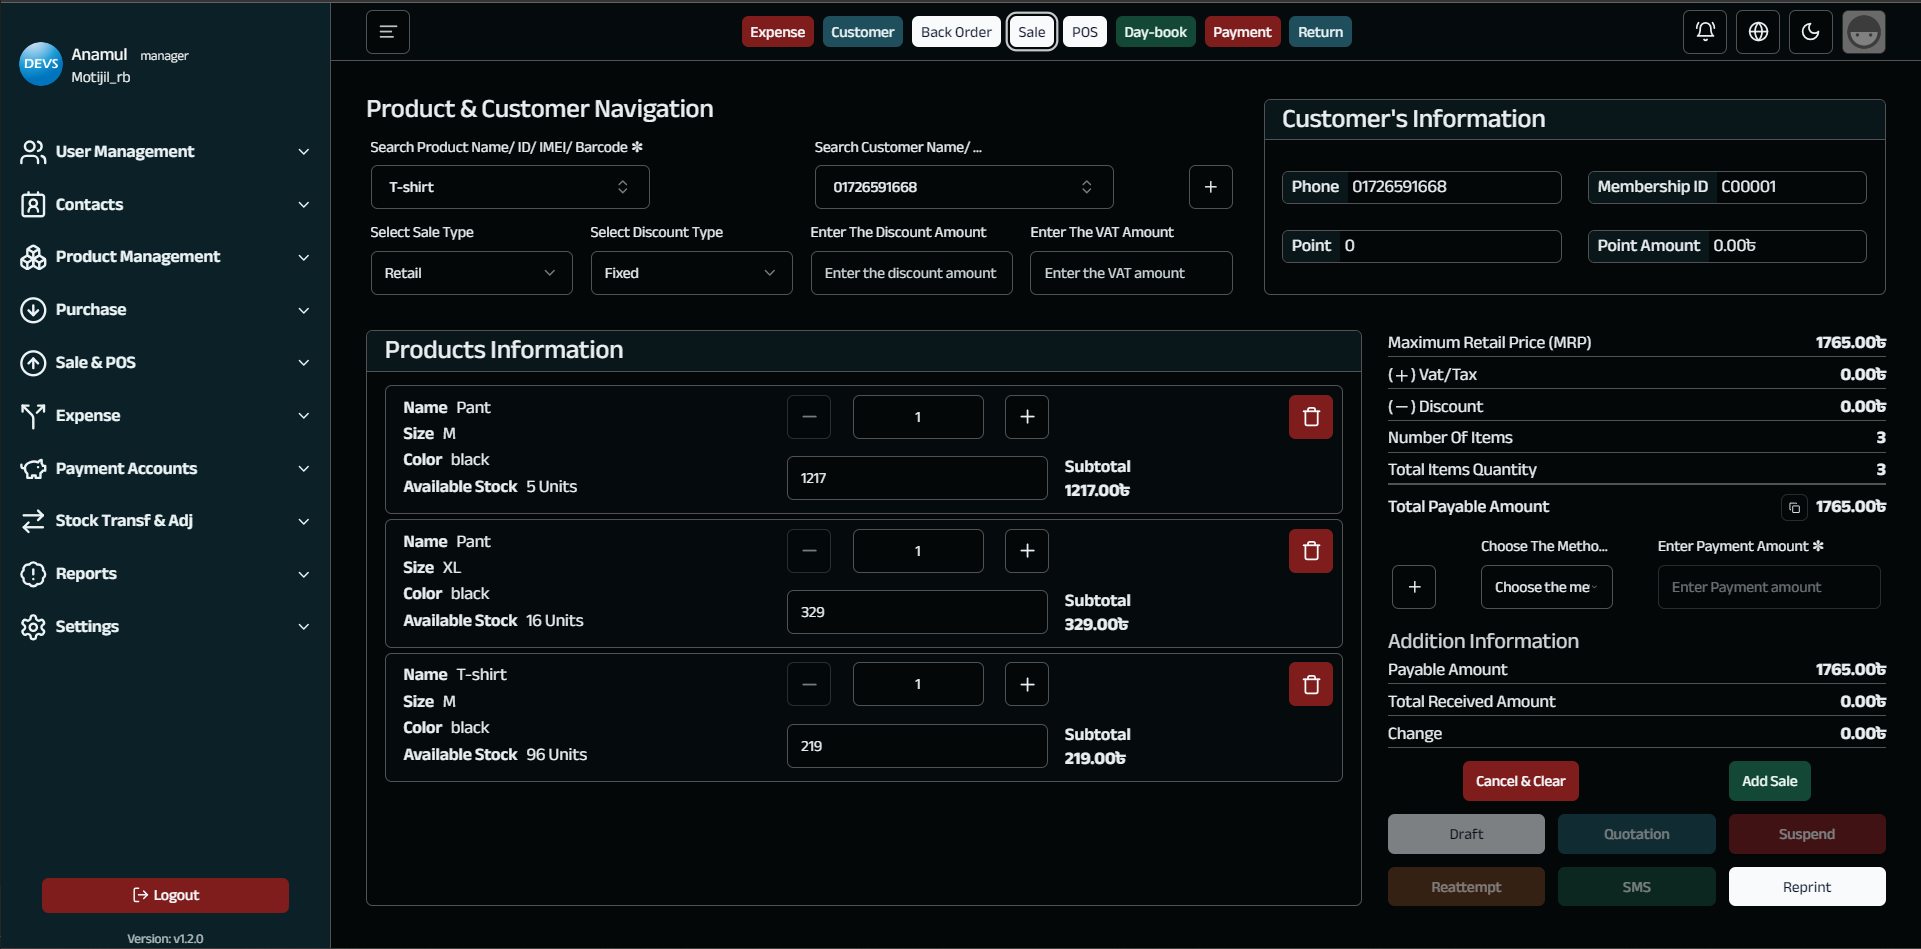 DEVS
Anamul manager
Motijil_rb
User Management
Contacts
Product Management
Purchase
Sale & POS
Expense
Payment Accounts
Stock Transf & Adj
Reports
Settings
Logout
Version: v1.2.0
Expense Customer Back Order Sale POS Day-book Payment Return
Product & Customer Navigation
Search Product Name/ ID/ IMEI/ Barcode ✻
T-shirt
Search Customer Name/ ...
01726591668
+
Select Sale Type
Retail
Select Discount Type
Fixed
Enter The Discount Amount
Enter the discount amount
Enter The VAT Amount
Enter the VAT amount
Customer's Information
Phone 01726591668
Membership ID C00001
Point 0
Point Amount 0.00৳
Products Information
Name Pant
Size M
Color black
Available Stock 5 Units
— 1 +
1217
Subtotal
1217.00৳
Name Pant
Size XL
Color black
Available Stock 16 Units
— 1 +
329
Subtotal
329.00৳
Name T-shirt
Size M
Color black
Available Stock 96 Units
— 1 +
219
Subtotal
219.00৳
Maximum Retail Price (MRP) 1765.00৳
(+) Vat/Tax 0.00৳
(—) Discount 0.00৳
Number Of Items 3
Total Items Quantity 3
Total Payable Amount 1765.00৳
+
Choose The Metho...
Choose the me
Enter Payment Amount ✻
Enter Payment amount
Addition Information
Payable Amount 1765.00৳
Total Received Amount 0.00৳
Change 0.00৳
Cancel & Clear Add Sale
Draft Quotation Suspend
Reattempt SMS Reprint